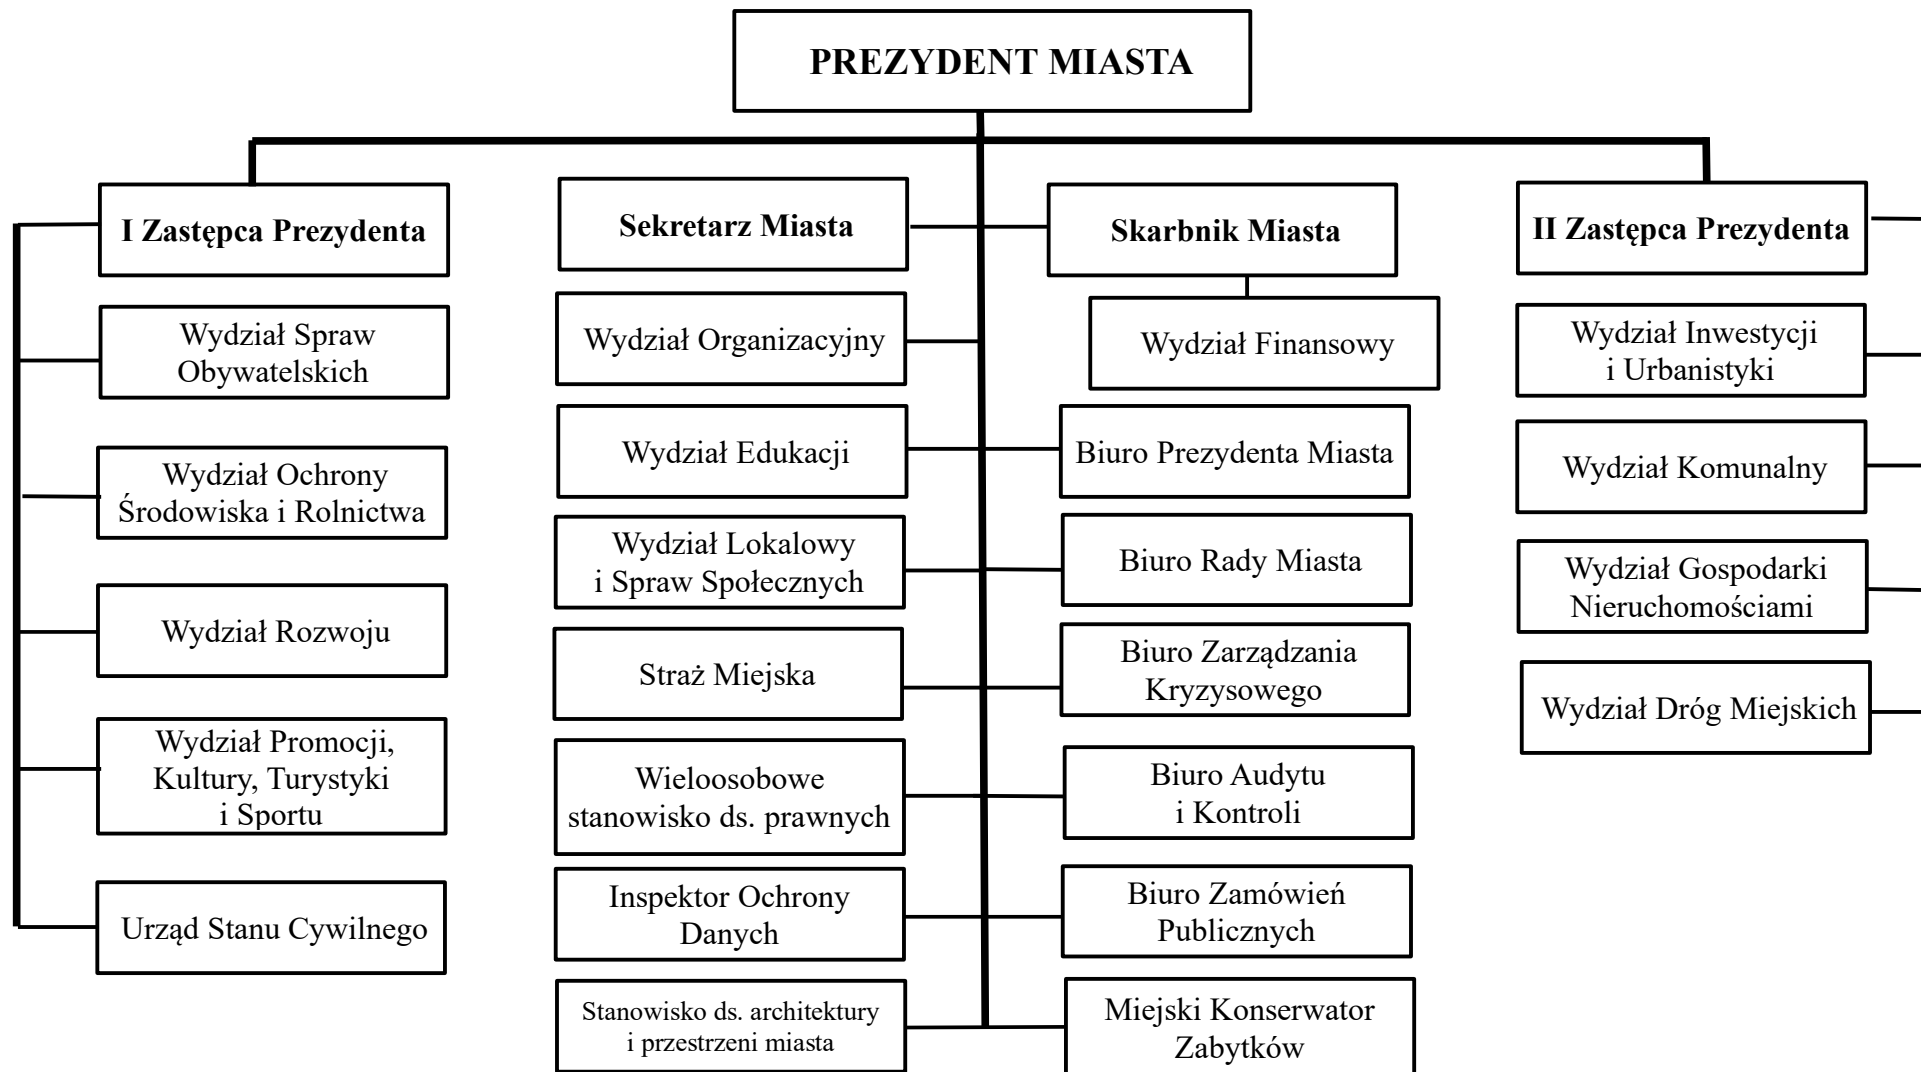 PREZYDENT MIASTA
I Zastępca Prezydenta
Sekretarz Miasta
Skarbnik Miasta
II Zastępca Prezydenta
Wydział Spraw
Obywatelskich
Wydział Ochrony
Środowiska i Rolnictwa
Wydział Rozwoju
Wydział Promocji,
Kultury, Turystyki
i Sportu
Urząd Stanu Cywilnego
Wydział Organizacyjny
Wydział Edukacji
Wydział Lokalowy
i Spraw Społecznych
Straż Miejska
Wieloosobowe
stanowisko ds. prawnych
Inspektor Ochrony
Danych
Stanowisko ds. architektury
i przestrzeni miasta
Wydział Finansowy
Biuro Prezydenta Miasta
Biuro Rady Miasta
Biuro Zarządzania
Kryzysowego
Biuro Audytu
i Kontroli
Biuro Zamówień
Publicznych
Miejski Konserwator
Zabytków
Wydział Inwestycji
i Urbanistyki
Wydział Komunalny
Wydział Gospodarki
Nieruchomościami
Wydział Dróg Miejskich